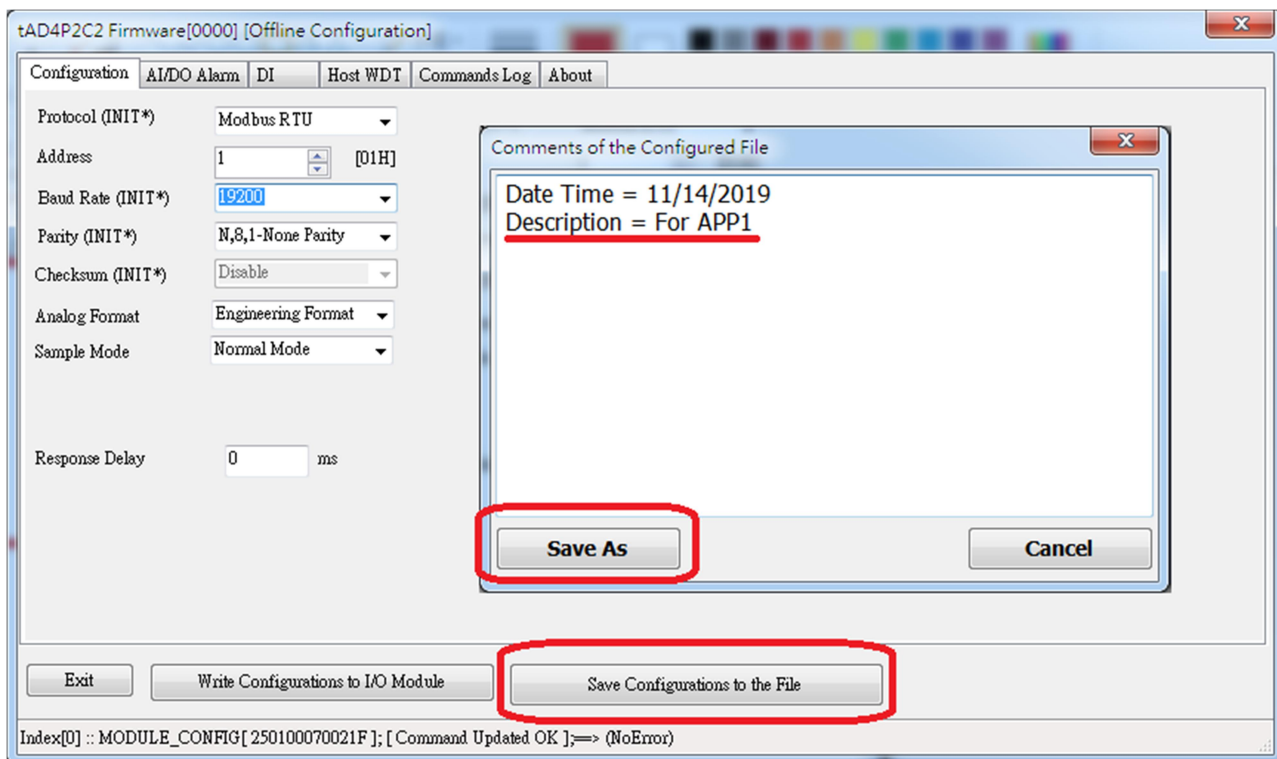 tAD4P2C2 Firmware[0000] [Offline Configuration]
Configuration AI/DO Alarm DI Host WDT Commands Log About
Protocol (INIT*) Modbus RTU
Address 1 [01H]
Baud Rate (INIT*) 19200
Parity (INIT*) N,8,1-None Parity
Checksum (INIT*) Disable
Analog Format Engineering Format
Sample Mode Normal Mode
Response Delay 0 ms
Comments of the Configured File
Date Time = 11/14/2019
Description = For APP1
Save As Cancel
Exit Write Configurations to I/O Module Save Configurations to the File
Index[0] :: MODULE_CONFIG[ 250100070021F ]; [ Command Updated OK ];==> (NoError)